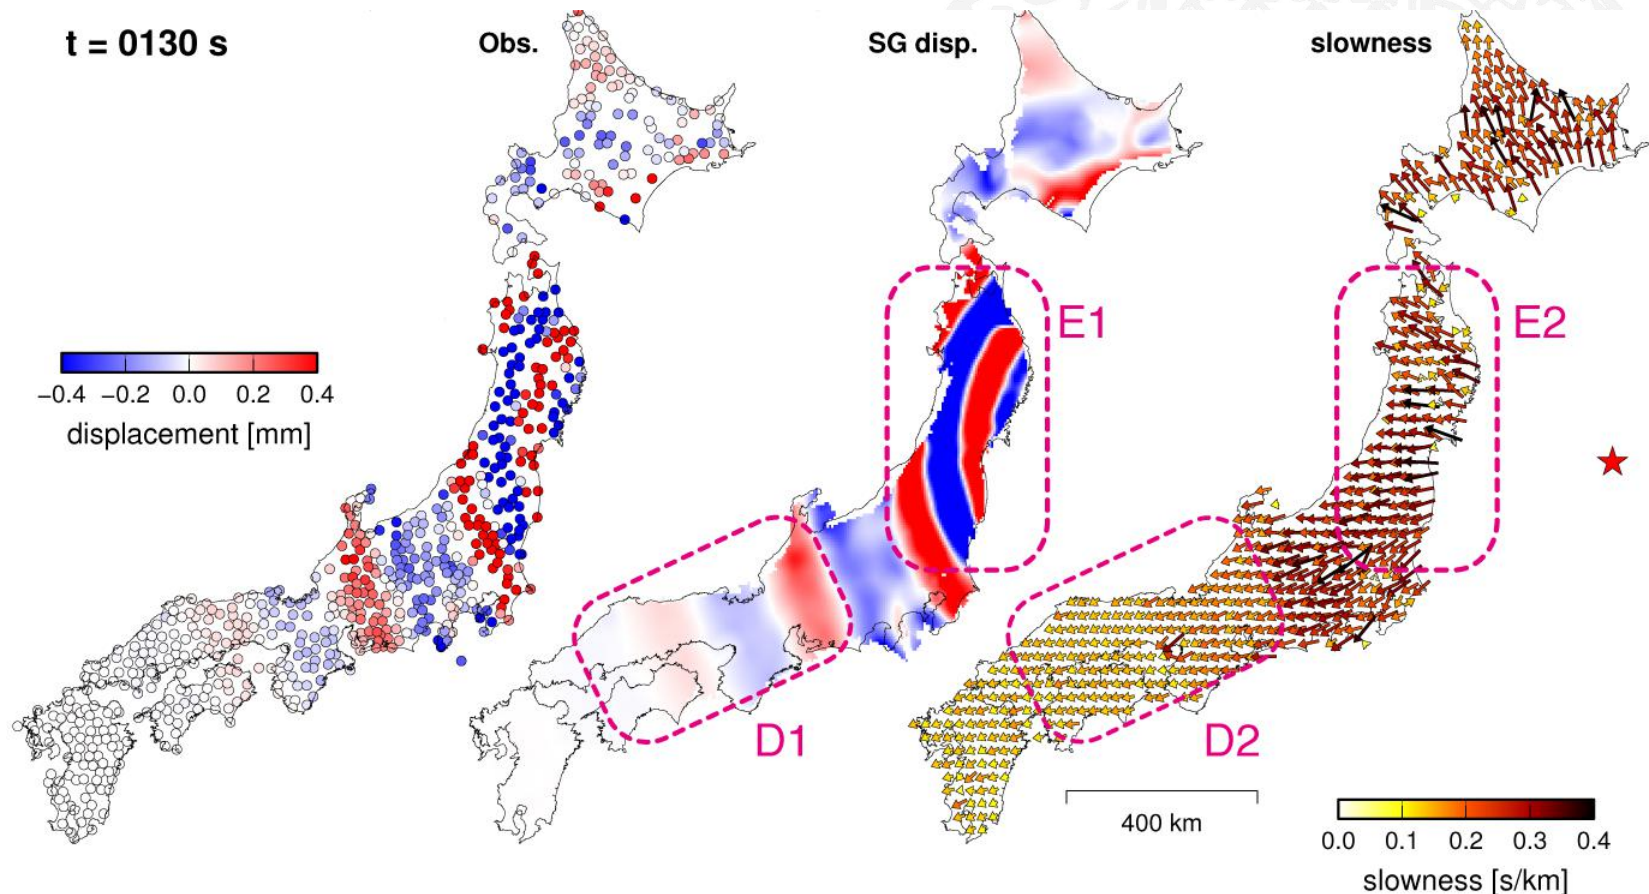 t = 0130 s
Obs.
SG disp.
slowness
E1
E2
−0.4 −0.2 0.0 0.2 0.4
displacement [mm]
D1
D2
400 km
0.0 0.1 0.2 0.3 0.4
slowness [s/km]